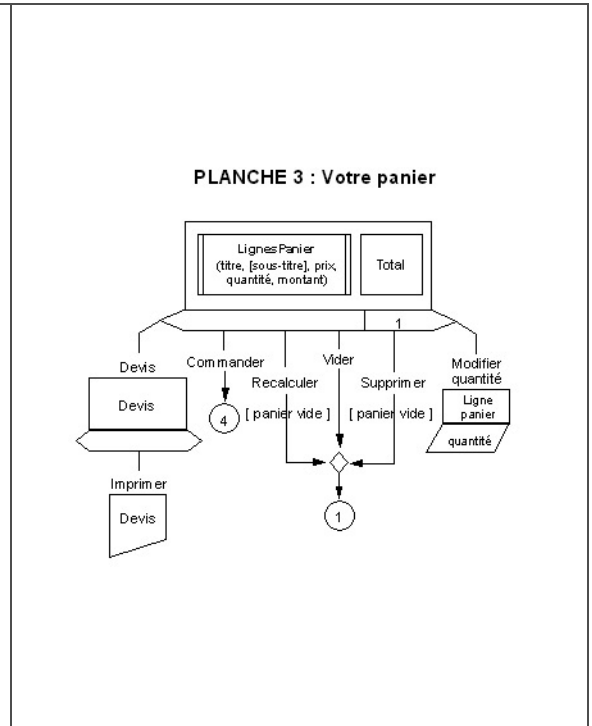 PLANCHE 3 : Votre panier
LignesPanier
(titre, [sous-titre], prix,
quantité, montant)
Total
1
Devis
Commander
Vider
Modifier
quantité
Recalculer
Supprimer
Devis
Ligne
panier
4
[ panier vide ]
[ panier vide ]
quantité
Imprimer
Devis
1